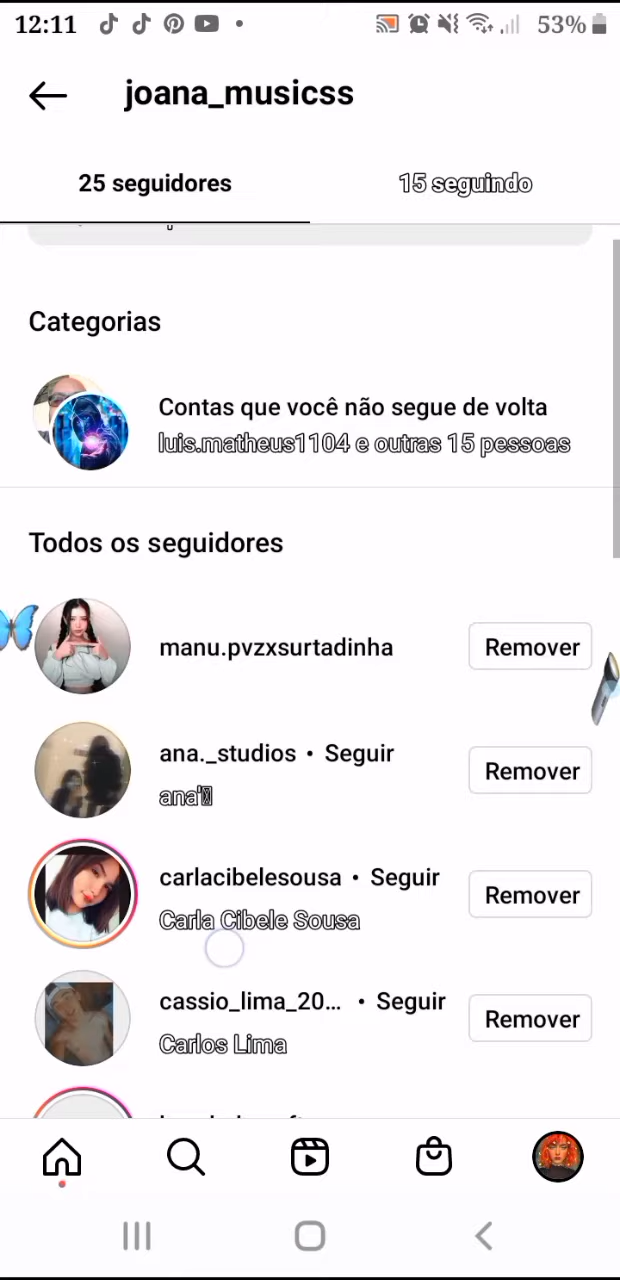 12:11
53%
joana_musicss
25 seguidores
15 seguindo
Categorias
Contas que você não segue de volta
luis.matheus1104 e outras 15 pessoas
Todos os seguidores
manu.pvzxsurtadinha
Remover
ana._studios • Seguir
ana'
Remover
carlacibelesousa • Seguir
Carla Cibele Sousa
Remover
cassio_lima_20... • Seguir
Carlos Lima
Remover